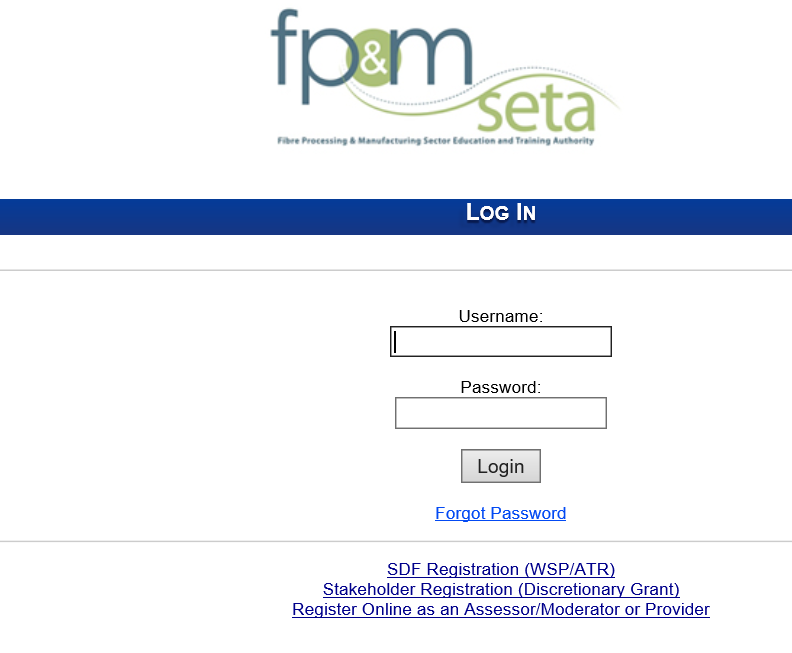 fp&m
seta
Fibre Processing & Manufacturing Sector Education and Training Authority
LOG IN
Username:
Password:
Login
Forgot Password
SDF Registration (WSP/ATR)
Stakeholder Registration (Discretionary Grant)
Register Online as an Assessor/Moderator or Provider